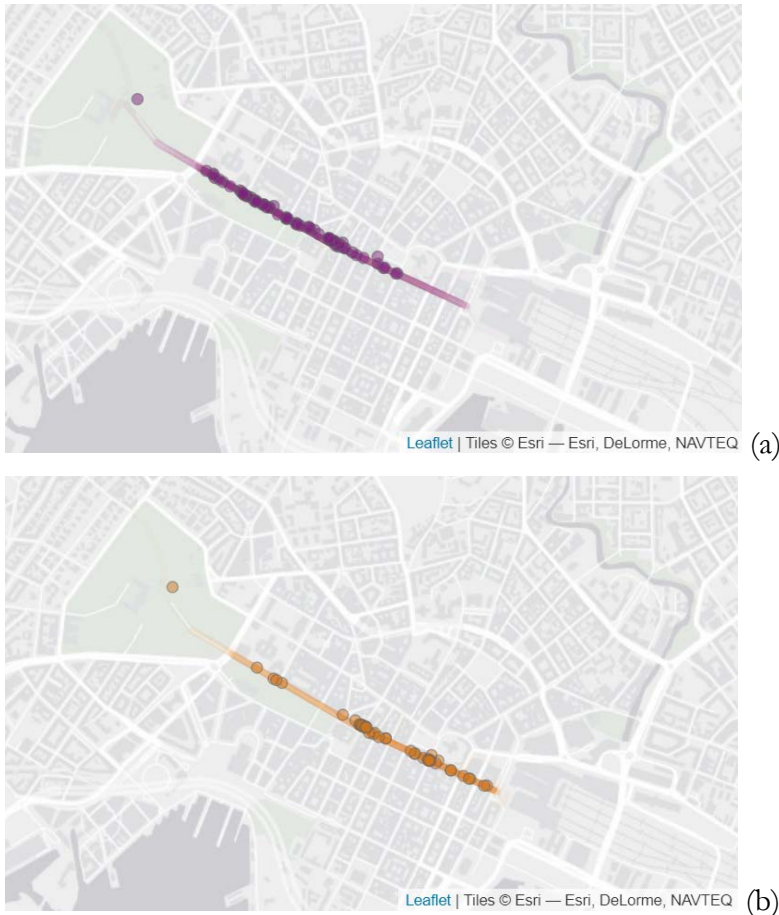 Leaflet | Tiles © Esri — Esri, DeLorme, NAVTEQ (a)
Leaflet | Tiles © Esri — Esri, DeLorme, NAVTEQ (b)